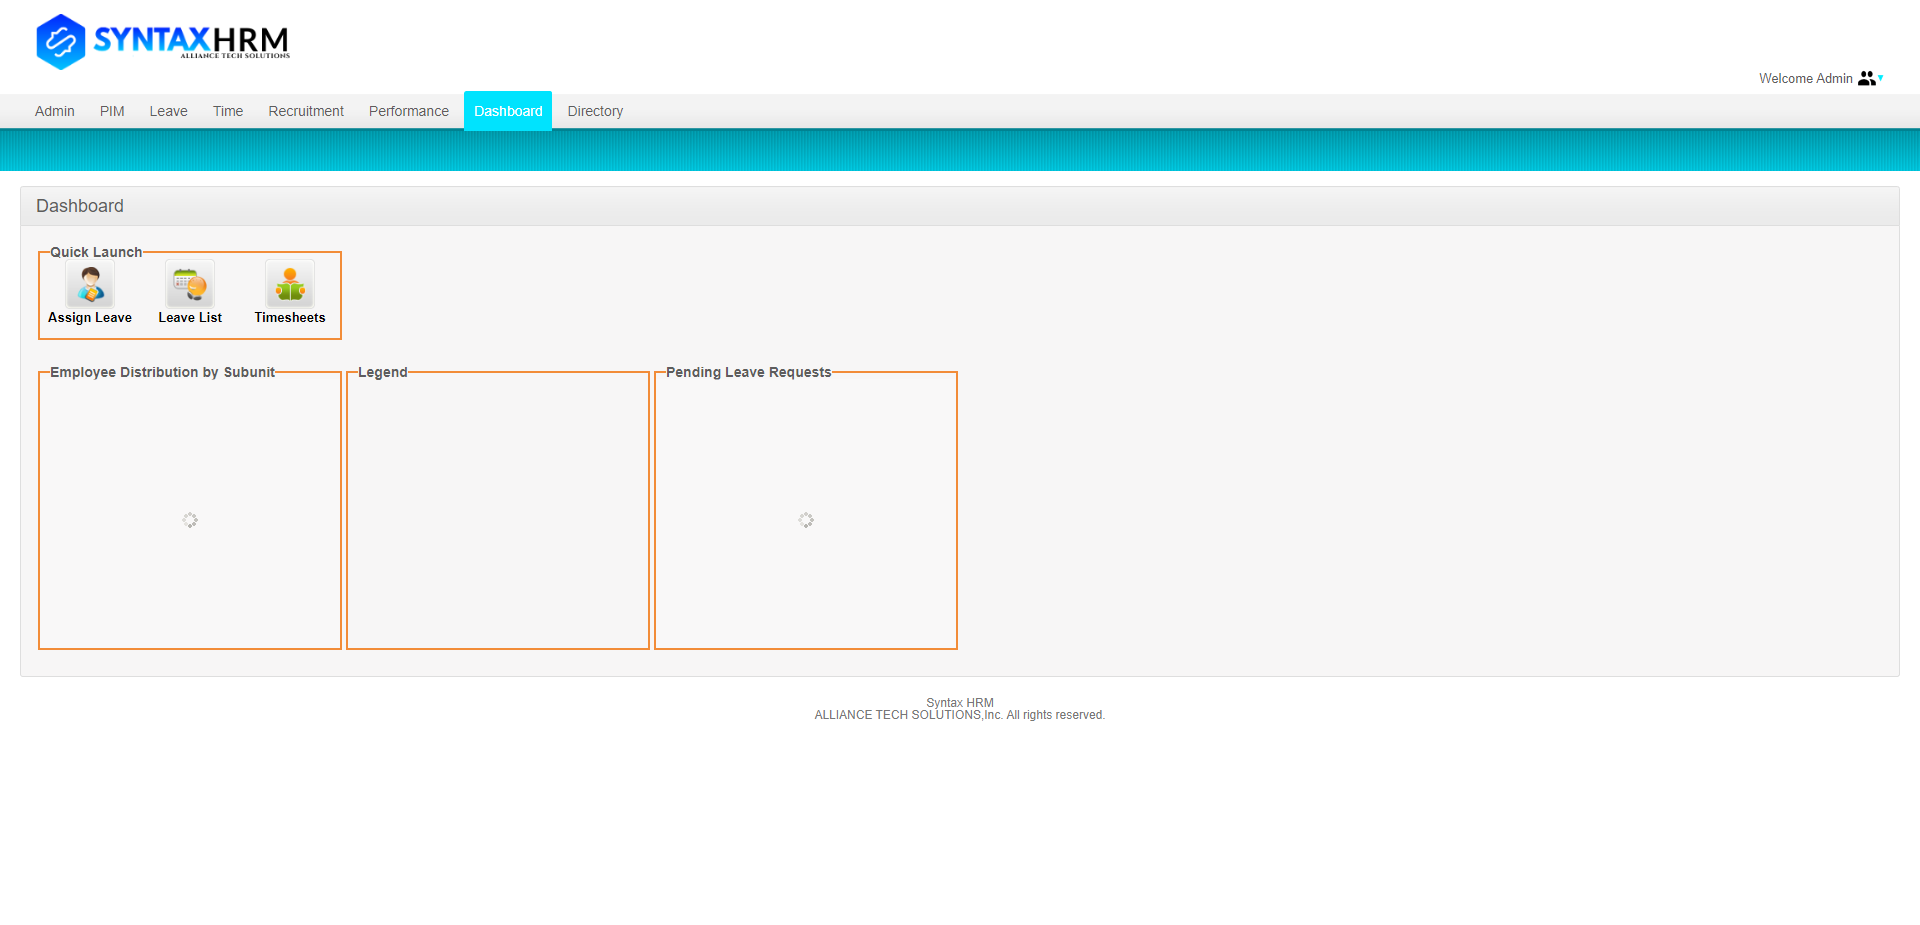 SYNTAXHRM
ALLIANCE TECH SOLUTIONS
Welcome Admin
Admin PIM Leave Time Recruitment Performance Dashboard Directory
Dashboard
Quick Launch
Assign Leave Leave List Timesheets
Employee Distribution by Subunit Legend Pending Leave Requests
Syntax HRM
ALLIANCE TECH SOLUTIONS,Inc. All rights reserved.